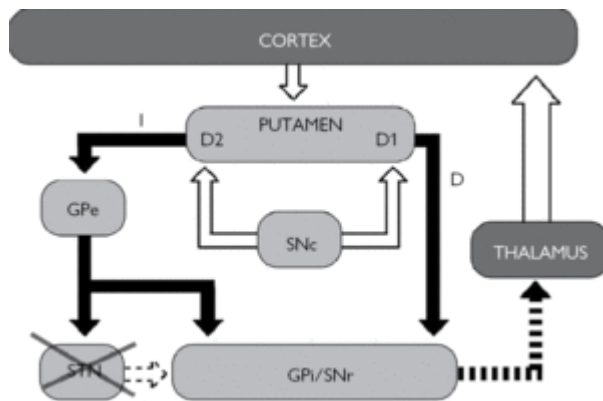 CORTEX
I
PUTAMEN
D2
D1
D
GPe
SNc
THALAMUS
STN
GPi/SNr